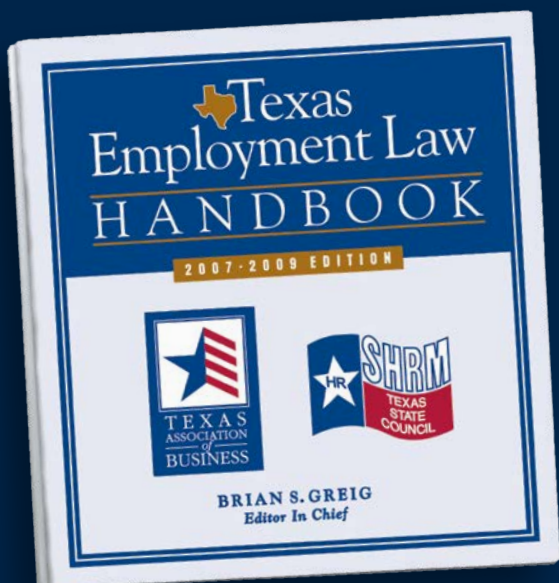 Texas
Employment Law
HANDBOOK
2007-2009 EDITION
TEXAS
ASSOCIATION
of
BUSINESS
HR
SHRM
TEXAS
STATE
COUNCIL
BRIAN S. GREIG
Editor In Chief